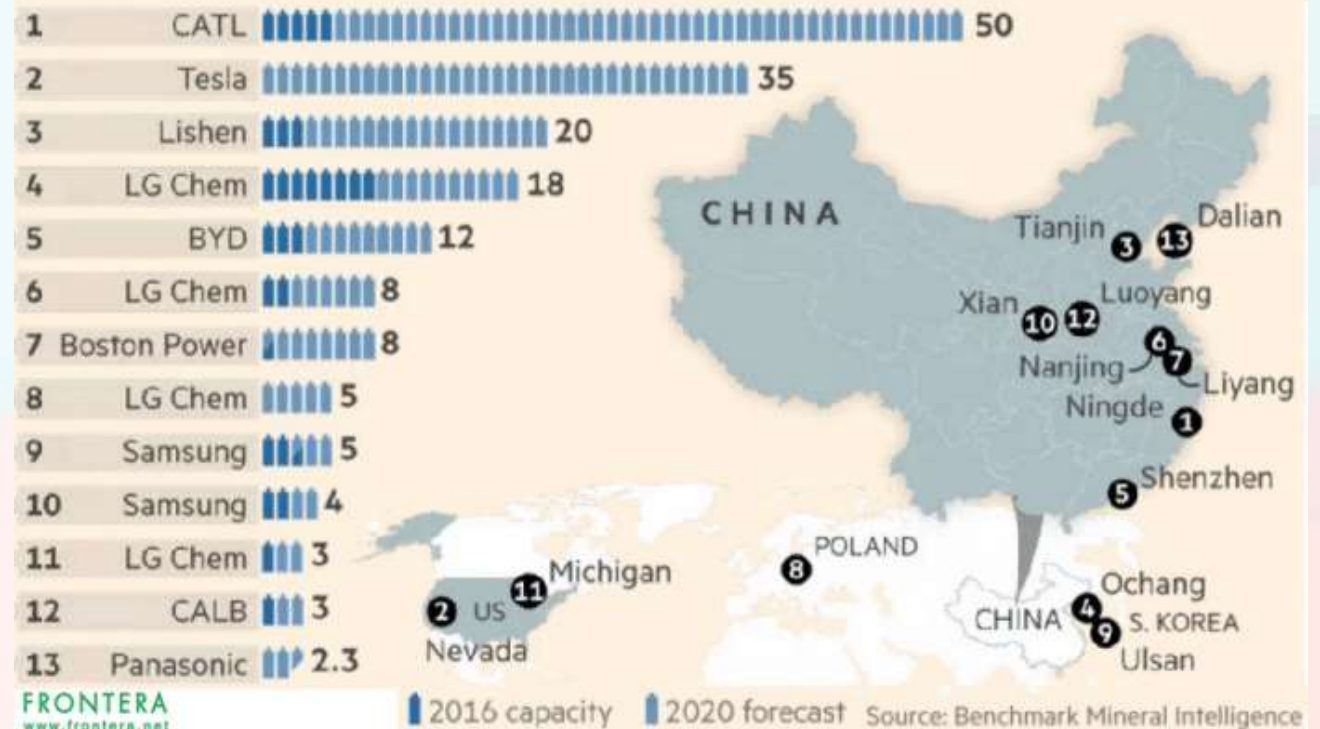 1 CATL 50
2 Tesla 35
3 Lishen 20
4 LG Chem 18
5 BYD 12
6 LG Chem 8
7 Boston Power 8
8 LG Chem 5
9 Samsung 5
10 Samsung 4
11 LG Chem 3
12 CALB 3
13 Panasonic 2.3
CHINA
Tianjin 3
13 Dalian
Xian 10
12 Luoyang
Nanjing 6
7 Liyang
Ningde 1
5 Shenzhen
8 POLAND
11 Michigan
2 US
Nevada
CHINA
4 Ochang
9 S. KOREA
Ulsan
FRONTERA
www.frontera.net
2016 capacity 2020 forecast Source: Benchmark Mineral Intelligence